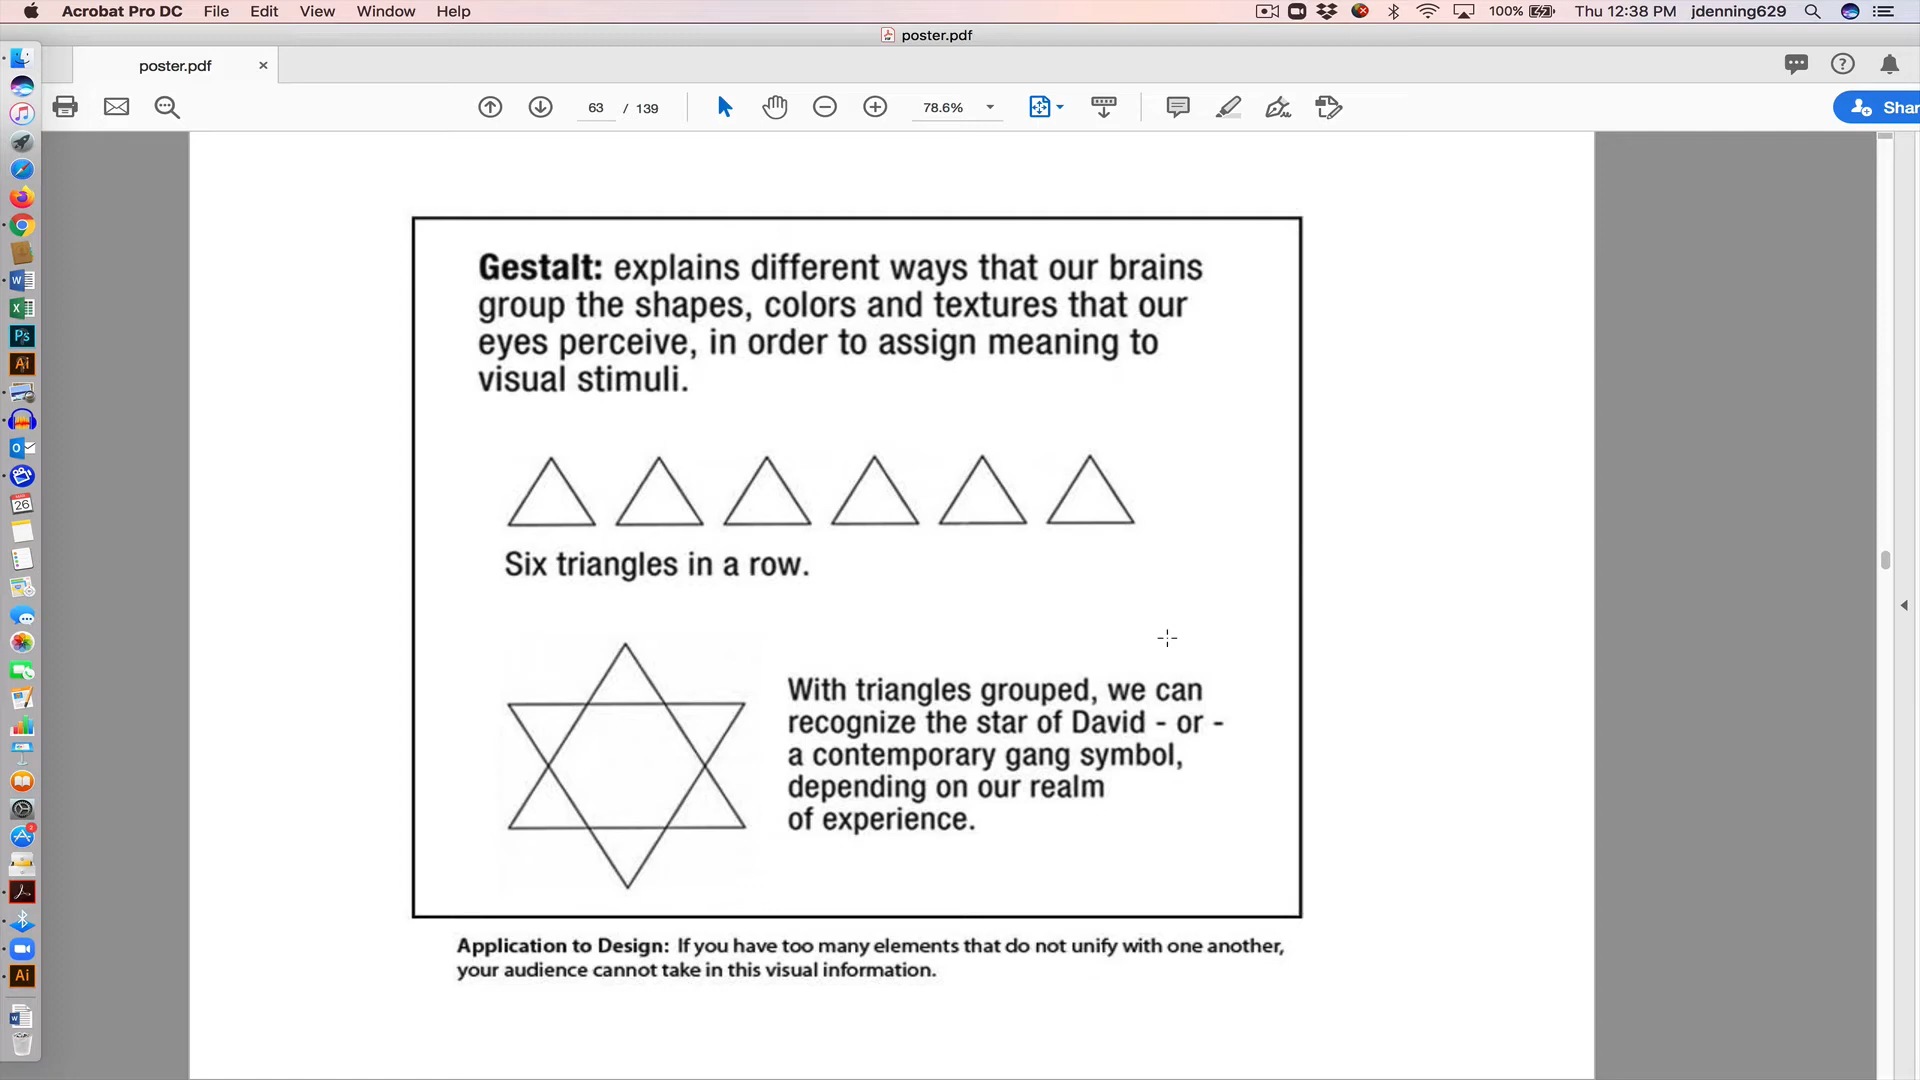 Acrobat Pro DC File Edit View Window Help 100% Thu 12:38 PM jdenning629
poster.pdf
poster.pdf
63 / 139 78.6% Shar
Gestalt: explains different ways that our brains
group the shapes, colors and textures that our
eyes perceive, in order to assign meaning to
visual stimuli.
Six triangles in a row.
With triangles grouped, we can
recognize the star of David - or -
a contemporary gang symbol,
depending on our realm
of experience.
Application to Design: If you have too many elements that do not unify with one another,
your audience cannot take in this visual information.
Ps
Ai
26
2
Ai